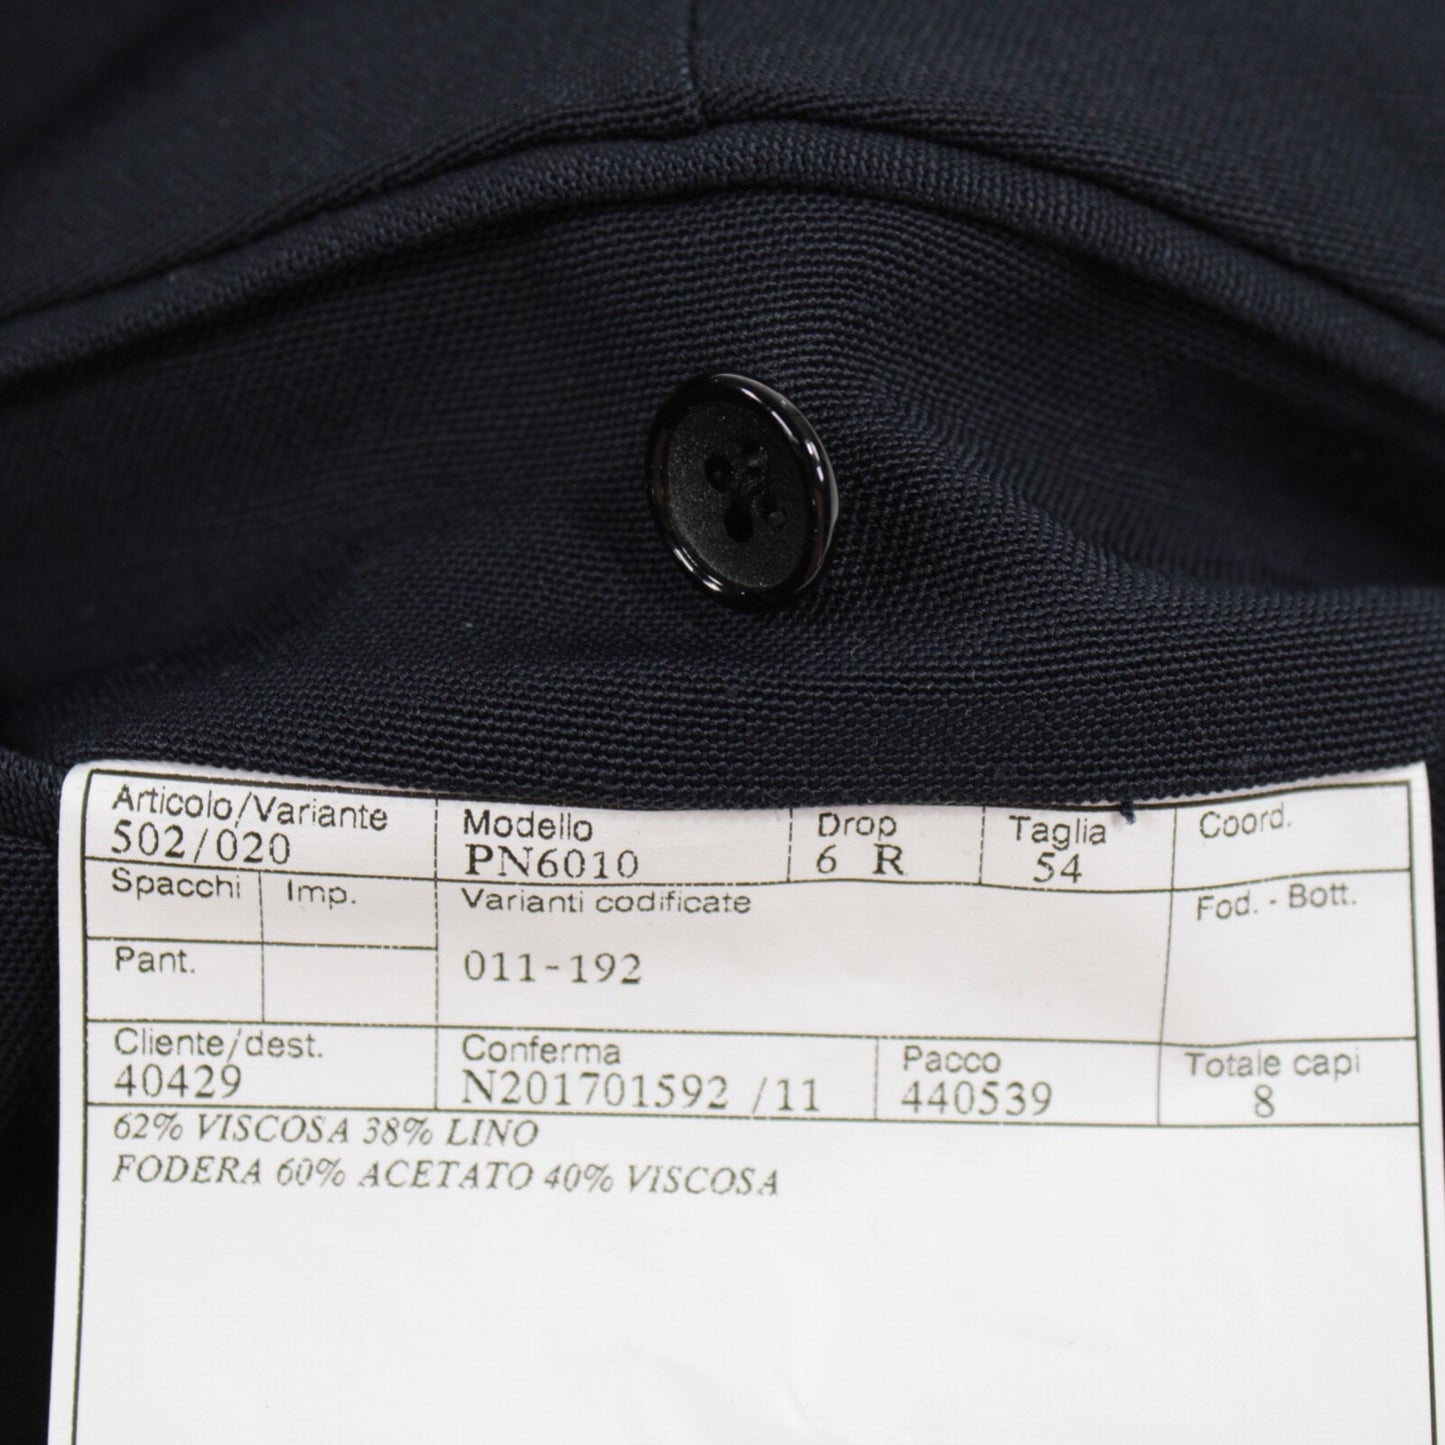 Articolo/Variante Modello Drop Taglia Coord.
502/020 PN6010 6 R 54
Spacchi Imp. Varianti codificate Fod. - Bott.
Pant. 011-192
Cliente/dest. Conferma Pacco Totale capi
40429 N201701592 /11 440539 8
62% VISCOSA 38% LINO
FODERA 60% ACETATO 40% VISCOSA